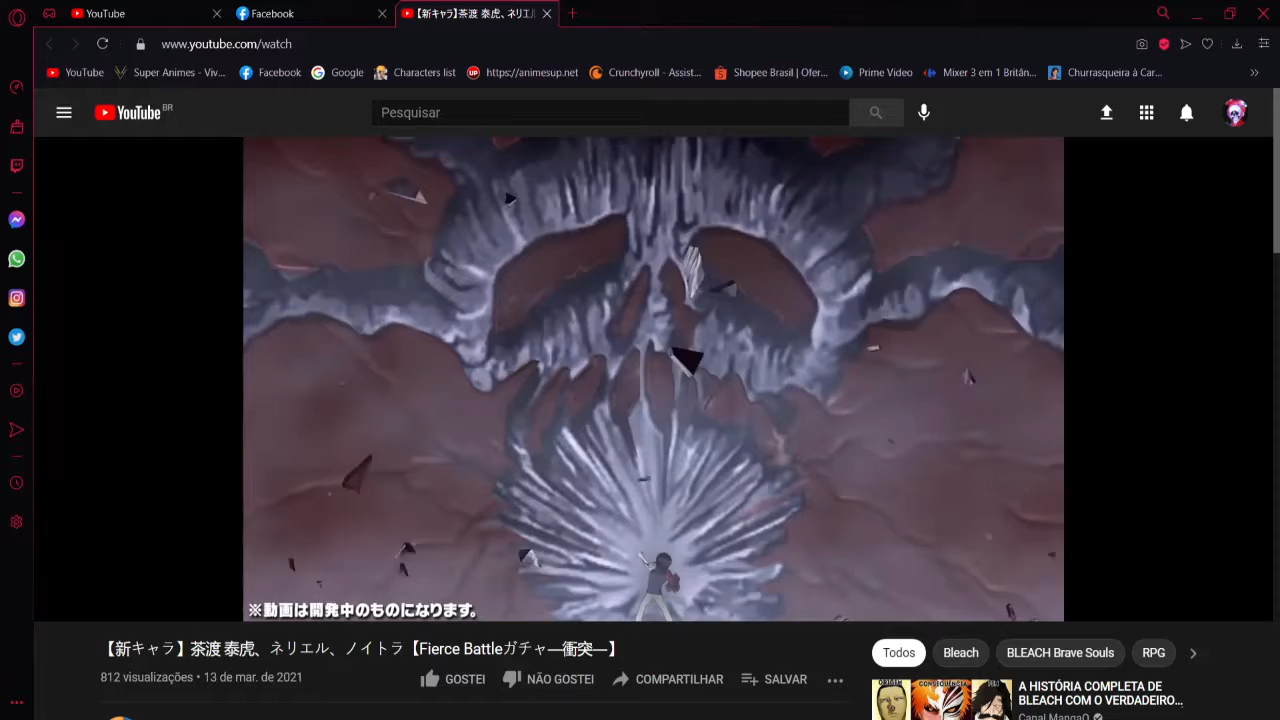 YouTube
Facebook
【新キャラ】茶渡 泰虎、ネリエル
www.youtube.com/watch
YouTube
Super Animes - Viv...
Facebook
Google
Characters list
https://animesup.net
Crunchyroll - Assist...
Shopee Brasil | Ofer...
Prime Video
Mixer 3 em 1 Britân...
Churrasqueira à Car...
YouTube BR
Pesquisar
※動画は開発中のものになります。
【新キャラ】茶渡 泰虎、ネリエル、ノイトラ【Fierce Battleガチャ―衝突―】
812 visualizações • 13 de mar. de 2021
GOSTEI
NÃO GOSTEI
COMPARTILHAR
SALVAR
Todos
Bleach
BLEACH Brave Souls
RPG
ORIGEM
CONSEQUÊNCIA
FIM
A HISTÓRIA COMPLETA DE
BLEACH COM O VERDADEIRO...
Canal MangaQ